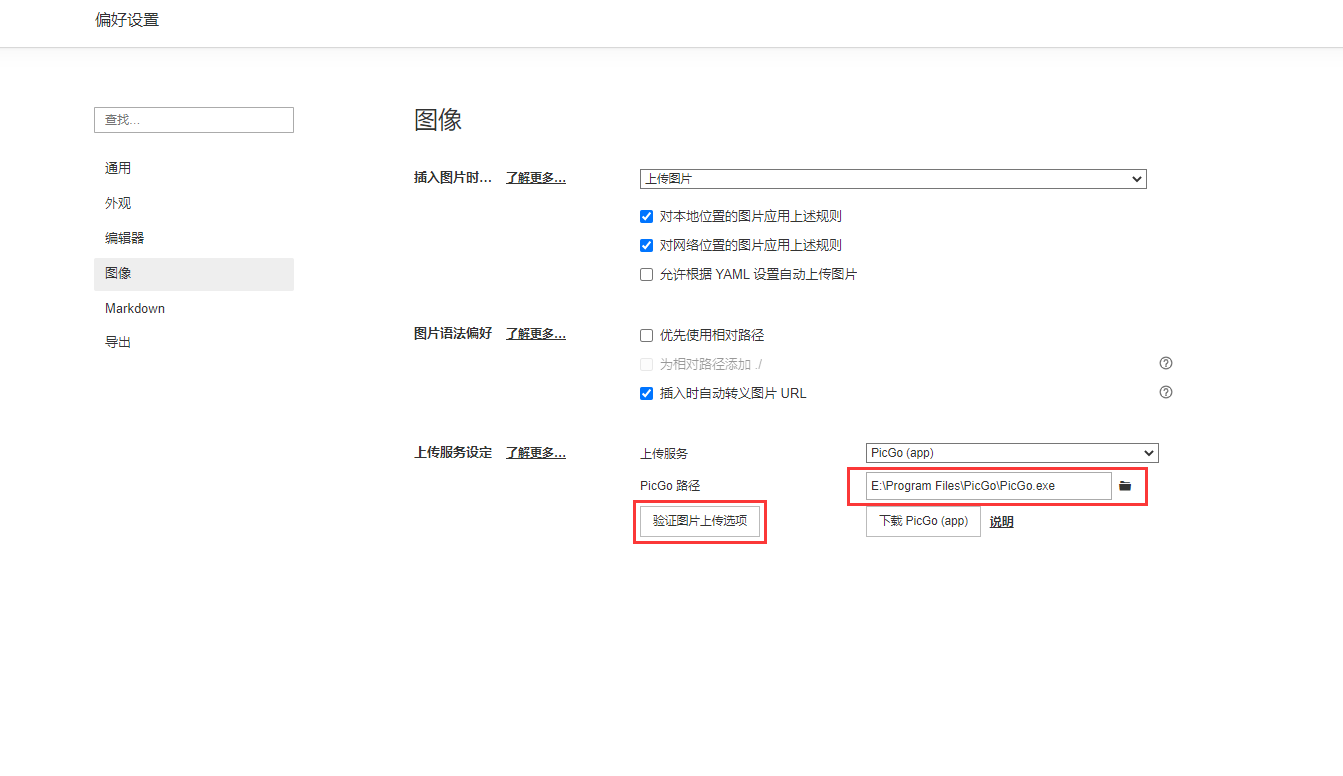 偏好设置
查找...
通用
外观
编辑器
图像
Markdown
导出
图像
插入图片时... 了解更多... 上传图片
对本地位置的图片应用上述规则
对网络位置的图片应用上述规则
允许根据 YAML 设置自动上传图片
图片语法偏好 了解更多... 优先使用相对路径
为相对路径添加 ./
插入时自动转义图片 URL
上传服务设定 了解更多... 上传服务 PicGo (app)
PicGo 路径 E:\Program Files\PicGo\PicGo.exe
验证图片上传选项 下载 PicGo (app) 说明